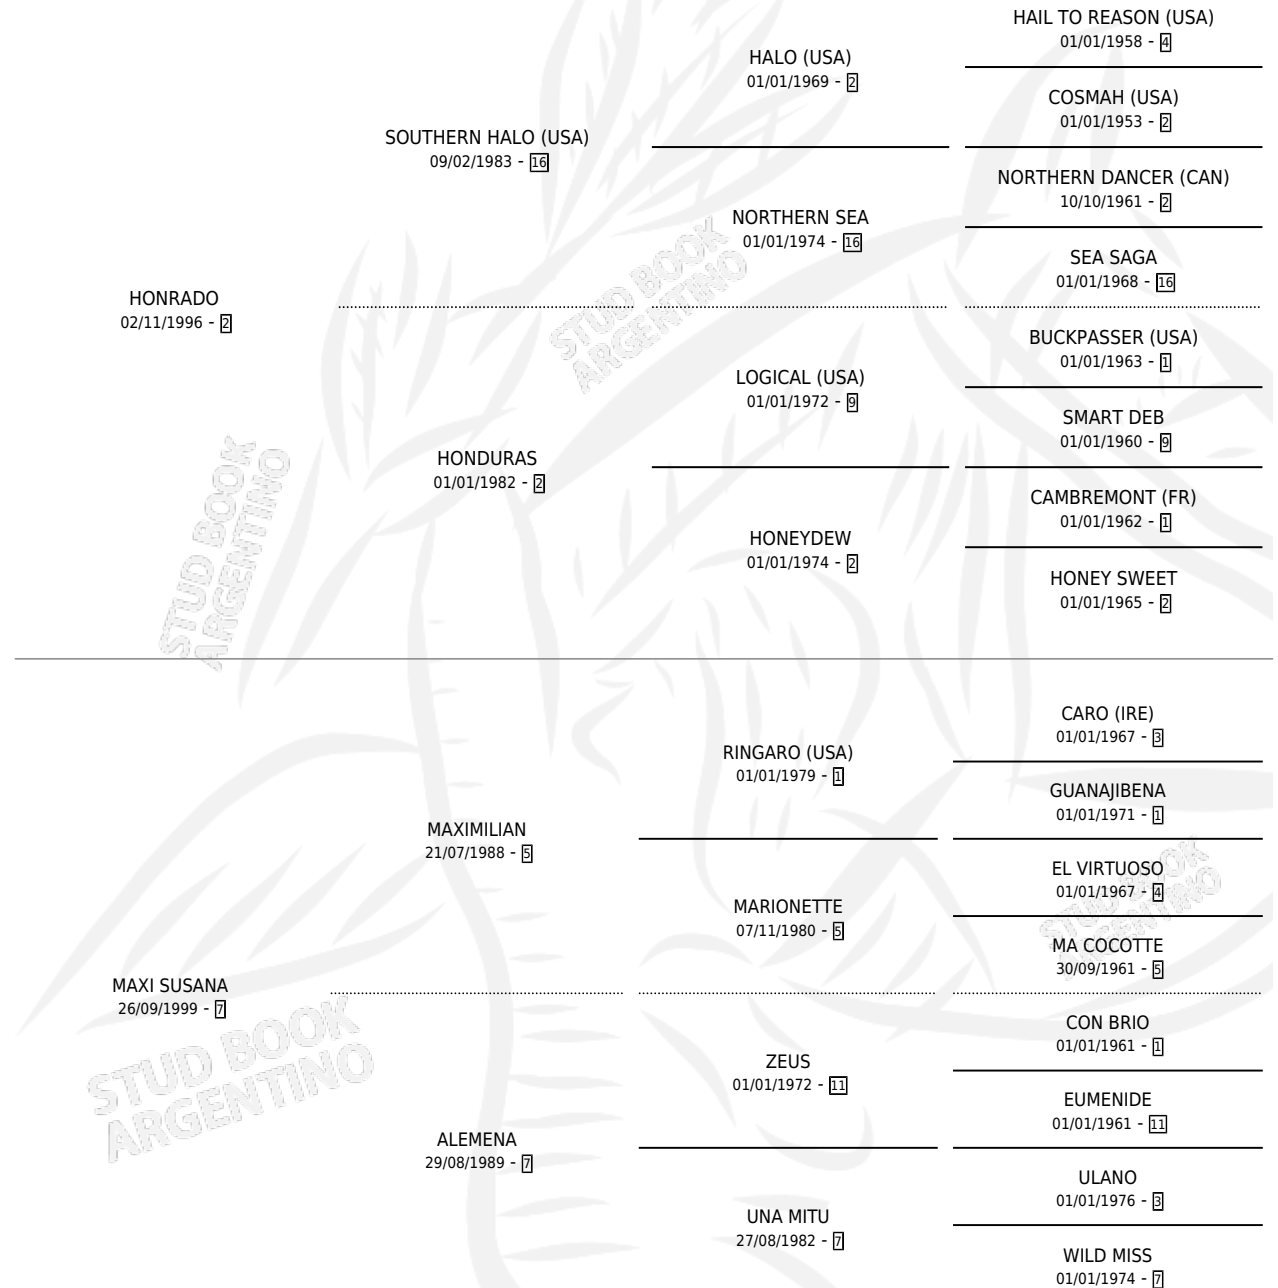 HAIL TO REASON (USA)
01/01/1958 - 4
HALO (USA)
01/01/1969 - 2
COSMAH (USA)
01/01/1953 - 2
SOUTHERN HALO (USA)
09/02/1983 - 16
NORTHERN DANCER (CAN)
10/10/1961 - 2
NORTHERN SEA
01/01/1974 - 16
SEA SAGA
01/01/1968 - 16
HONRADO
02/11/1996 - 2
BUCKPASSER (USA)
01/01/1963 - 1
LOGICAL (USA)
01/01/1972 - 9
SMART DEB
01/01/1960 - 9
HONDURAS
01/01/1982 - 2
CAMBREMONT (FR)
01/01/1962 - 1
HONEYDEW
01/01/1974 - 2
HONEY SWEET
01/01/1965 - 2
CARO (IRE)
01/01/1967 - 3
RINGARO (USA)
01/01/1979 - 1
GUANAJIBENA
01/01/1971 - 1
MAXIMILIAN
21/07/1988 - 5
EL VIRTUOSO
01/01/1967 - 4
MARIONETTE
07/11/1980 - 5
MA COCOTTE
30/09/1961 - 5
MAXI SUSANA
26/09/1999 - 7
CON BRIO
01/01/1961 - 1
ZEUS
01/01/1972 - 11
EUMENIDE
01/01/1961 - 11
ALEMENA
29/08/1989 - 7
ULANO
01/01/1976 - 3
UNA MITU
27/08/1982 - 7
WILD MISS
01/01/1974 - 7
STUD BOOK
ARGENTINO
STUD BOOK
ARGENTINO
STUD BOOK
ARGENTINO
STUD BOOK
ARGENTINO